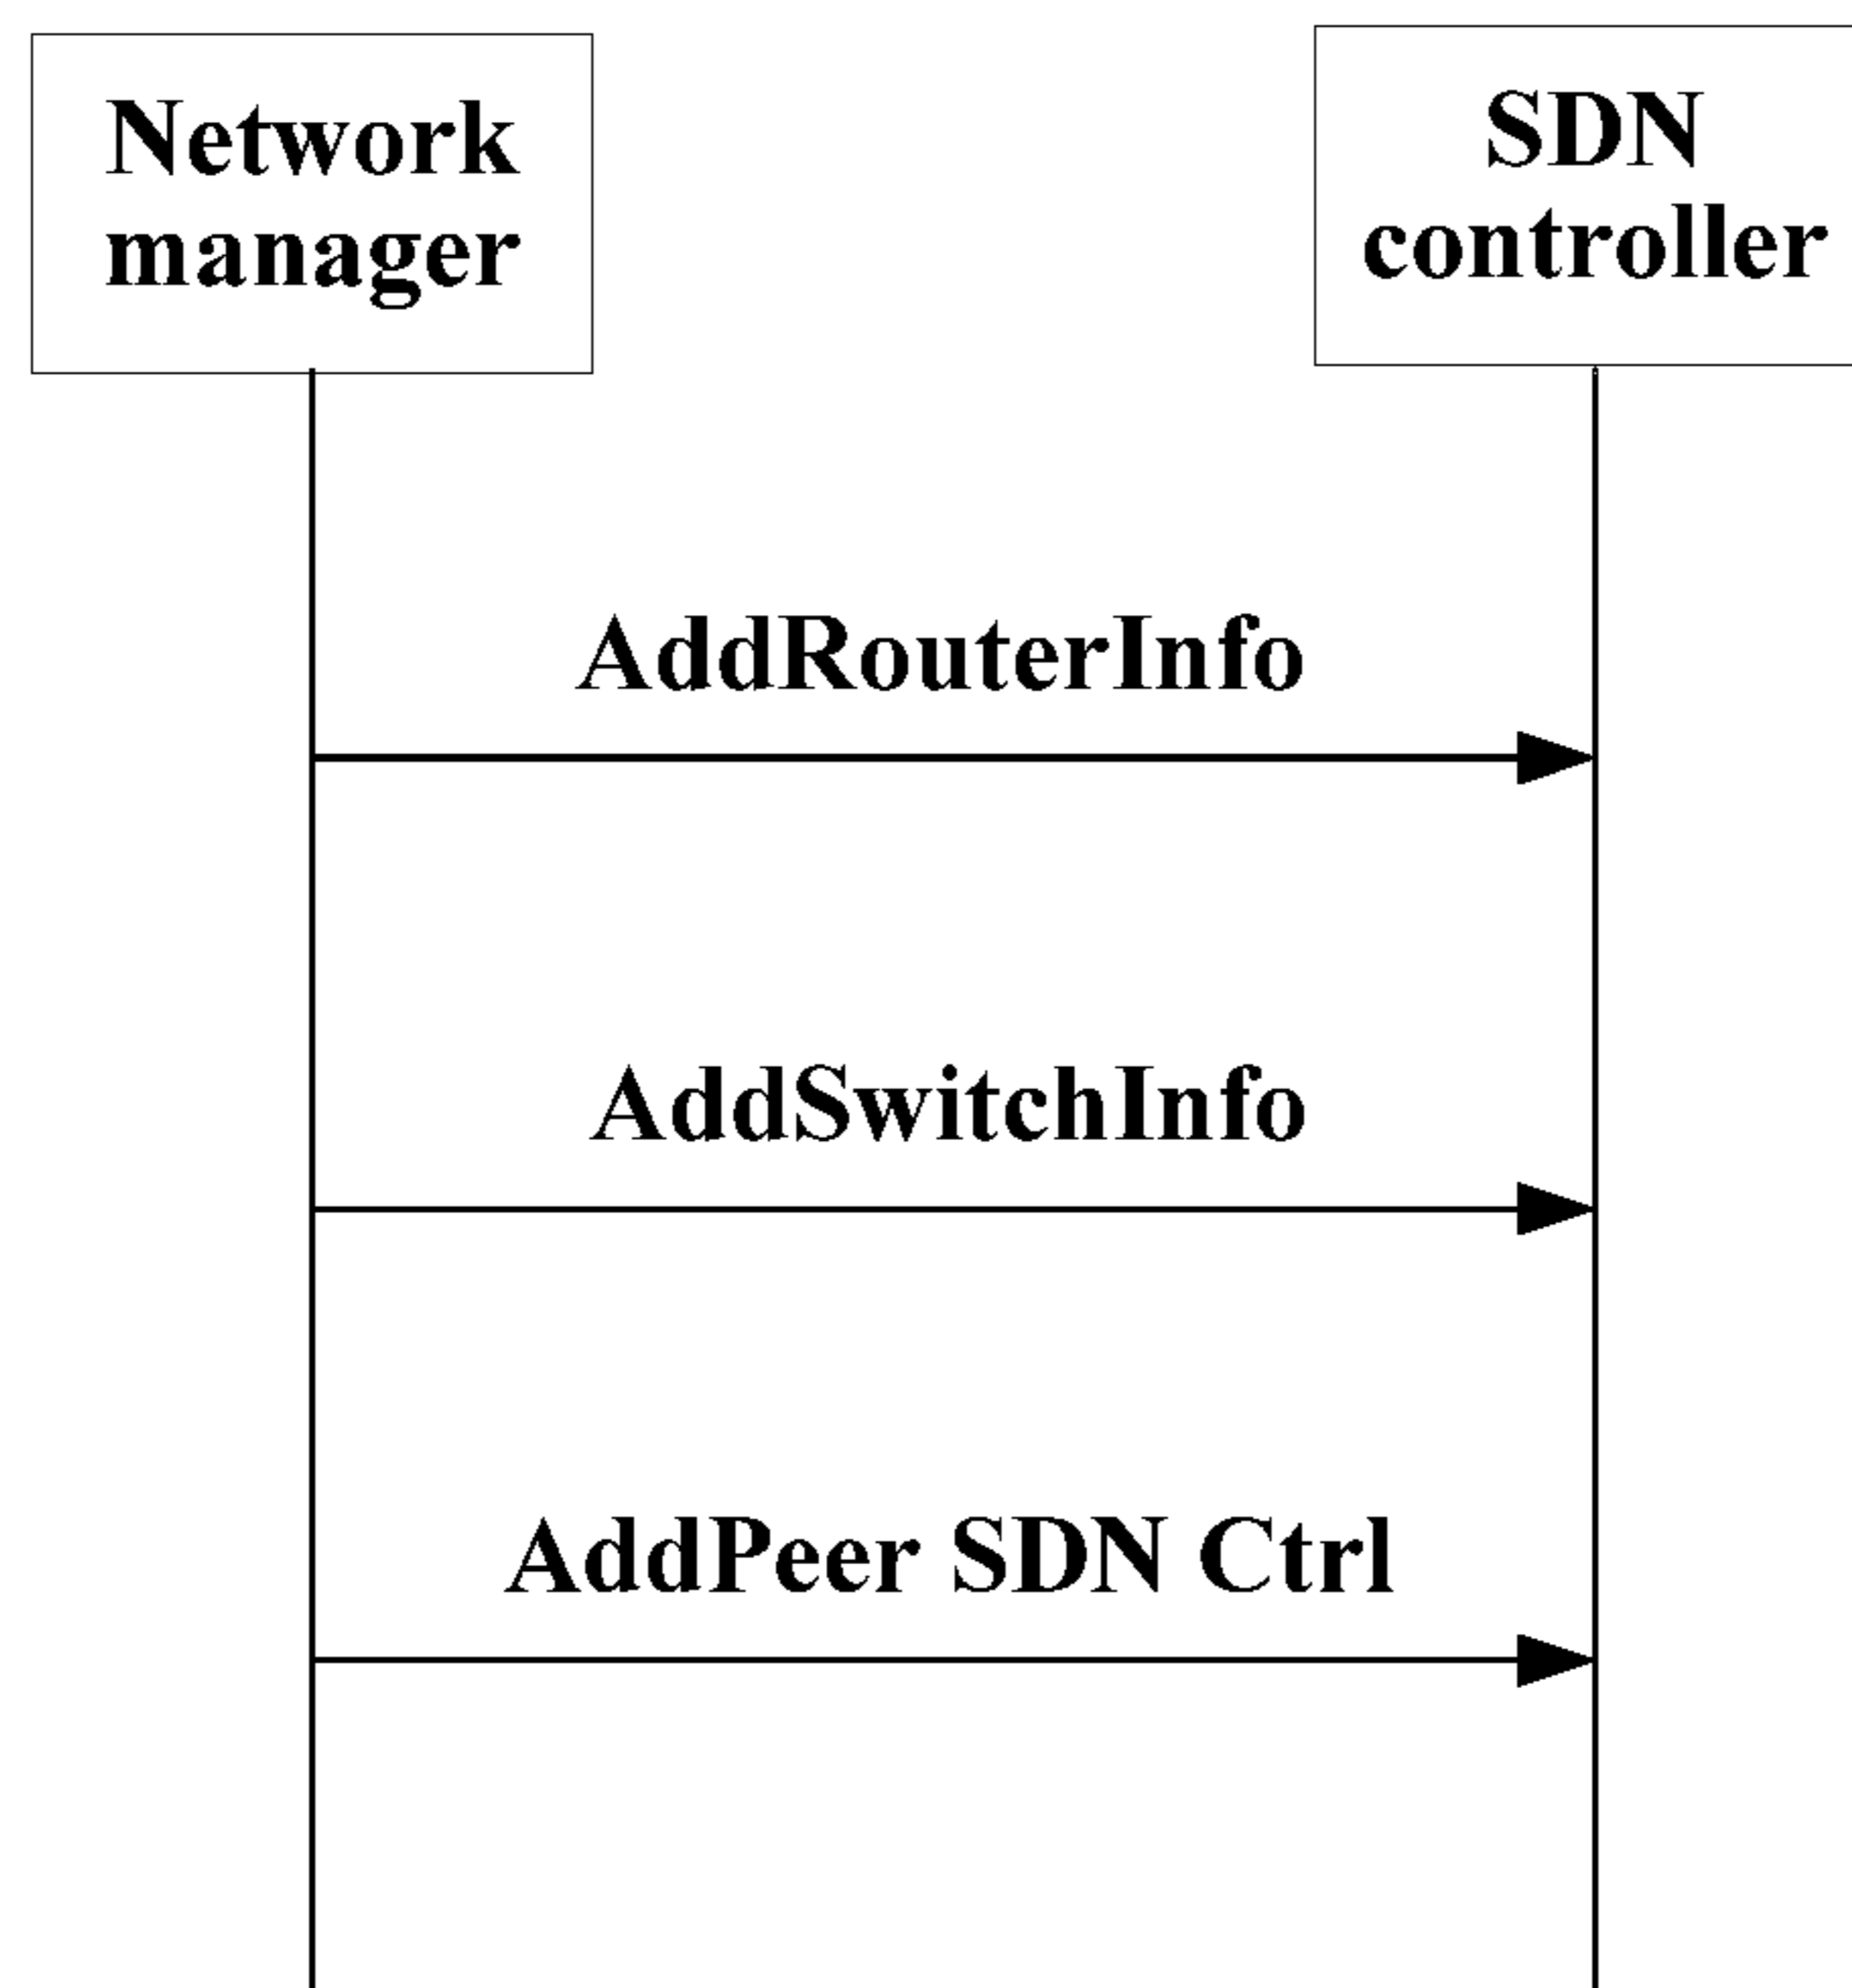 Network
manager
SDN
controller
AddRouterInfo
AddSwitchInfo
AddPeer SDN Ctrl